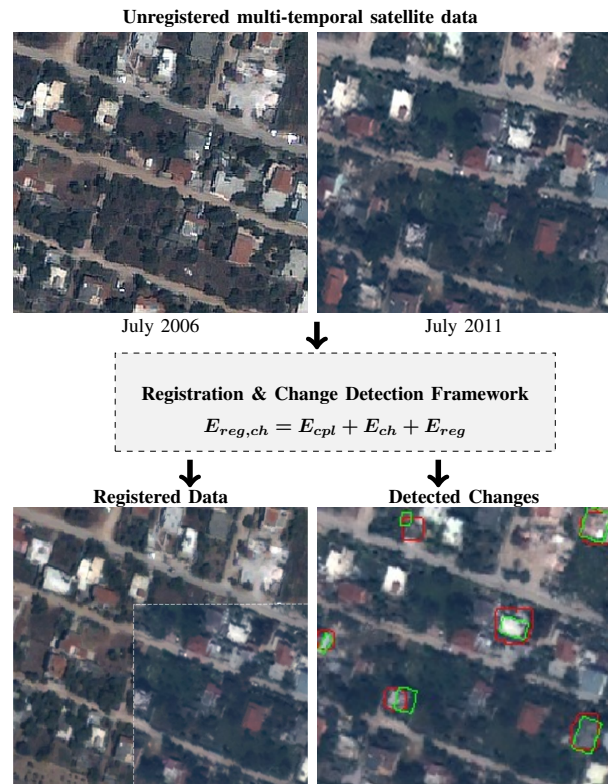 Unregistered multi-temporal satellite data
July 2006
July 2011
Registration & Change Detection Framework
E_{reg,ch} = E_{cpl} + E_{ch} + E_{reg}
Registered Data
Detected Changes